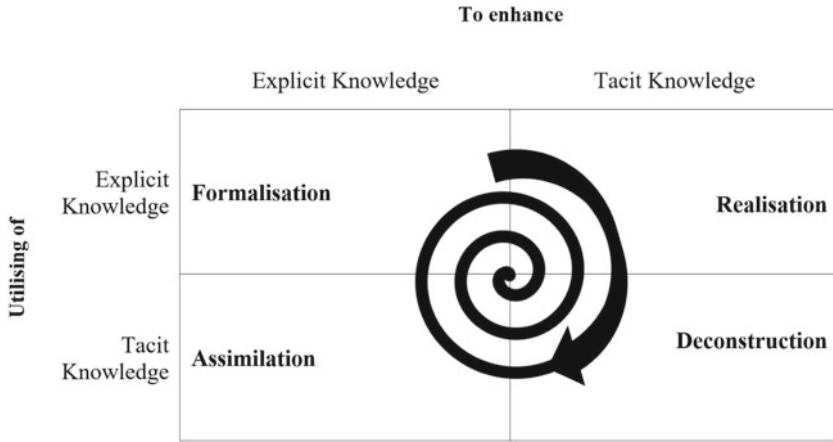 To enhance
Explicit Knowledge
Tacit Knowledge
Utilising of
Explicit
Knowledge
Formalisation
Realisation
Tacit
Knowledge
Assimilation
Deconstruction